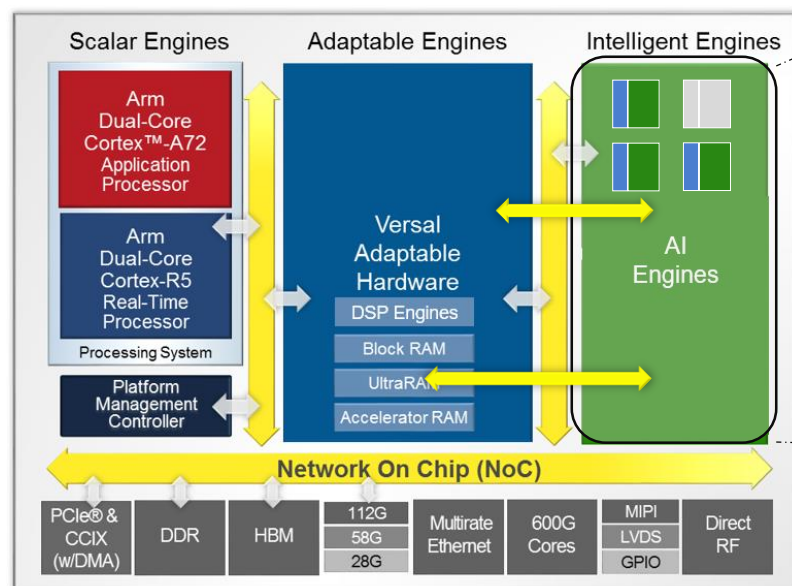 Scalar Engines
Adaptable Engines
Intelligent Engines
Arm
Dual-Core
Cortex™-A72
Application
Processor
Arm
Dual-Core
Cortex-R5
Real-Time
Processor
Processing System
Platform
Management
Controller
Versal
Adaptable
Hardware
DSP Engines
Block RAM
UltraRAM
Accelerator RAM
AI
Engines
Network On Chip (NoC)
PCIe® &
CCIX
(w/DMA)
DDR
HBM
112G
58G
28G
Multirate
Ethernet
600G
Cores
MIPI
LVDS
GPIO
Direct
RF